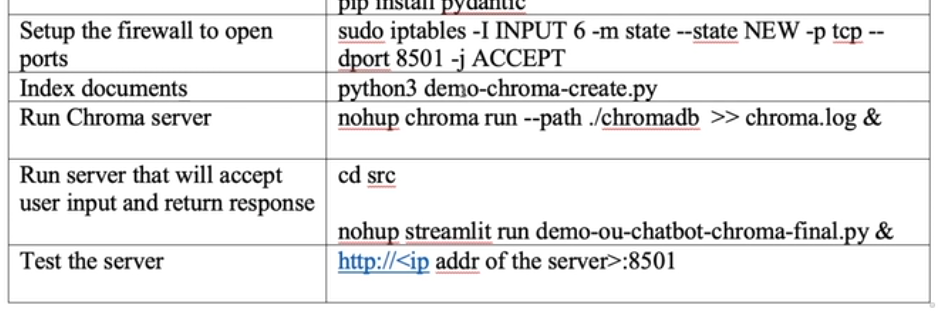 pip install pydantic
Setup the firewall to open
ports
sudo iptables -I INPUT 6 -m state --state NEW -p tcp --
dport 8501 -j ACCEPT
Index documents
python3 demo-chroma-create.py
Run Chroma server
nohup chroma run --path ./chromadb >> chroma.log &
Run server that will accept
user input and return response
cd src
nohup streamlit run demo-ou-chatbot-chroma-final.py &
Test the server
http://<ip addr of the server>:8501